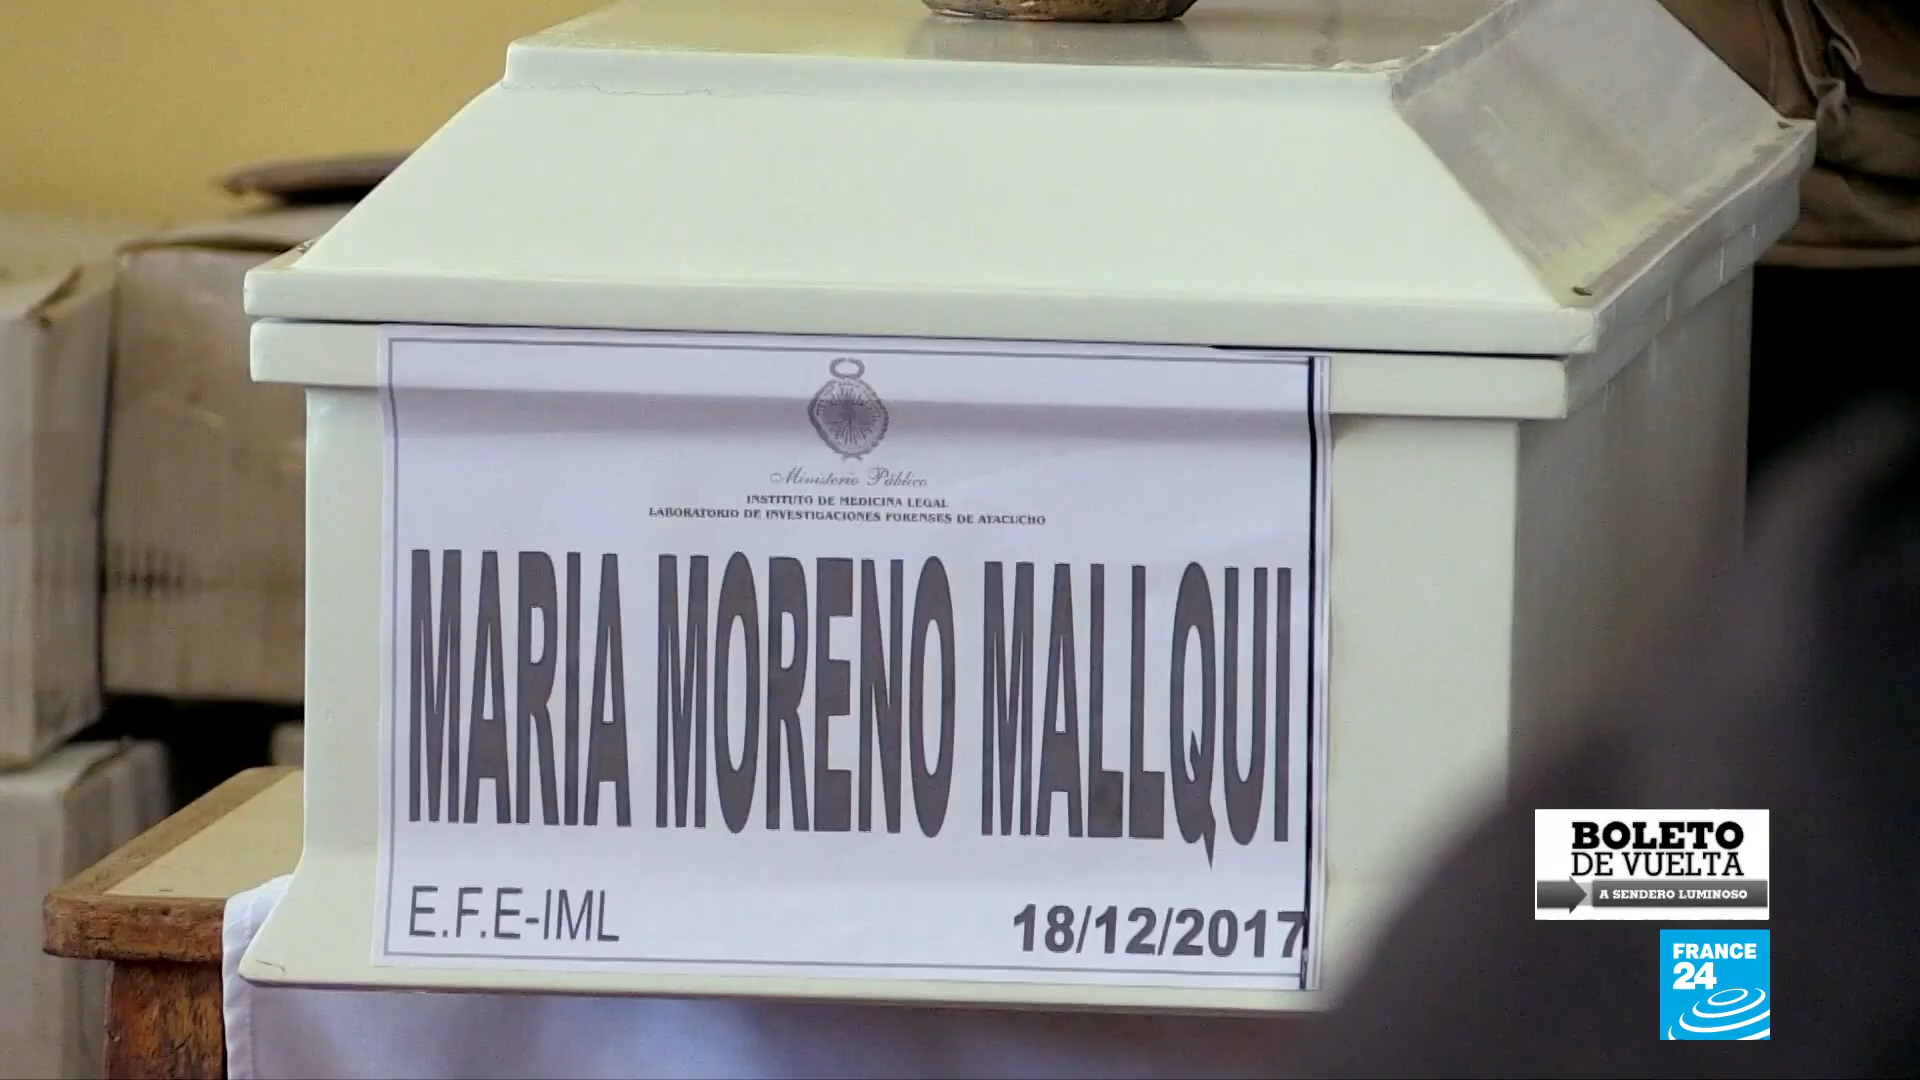 Ministerio Público
INSTITUTO DE MEDICINA LEGAL
LABORATORIO DE INVESTIGACIONES FORENSES DE AYACUCHO
MARIA MORENO MALLQUI
E.F.E-IML
18/12/2017
BOLETO
DE VUELTA
A SENDERO LUMINOSO
FRANCE
24